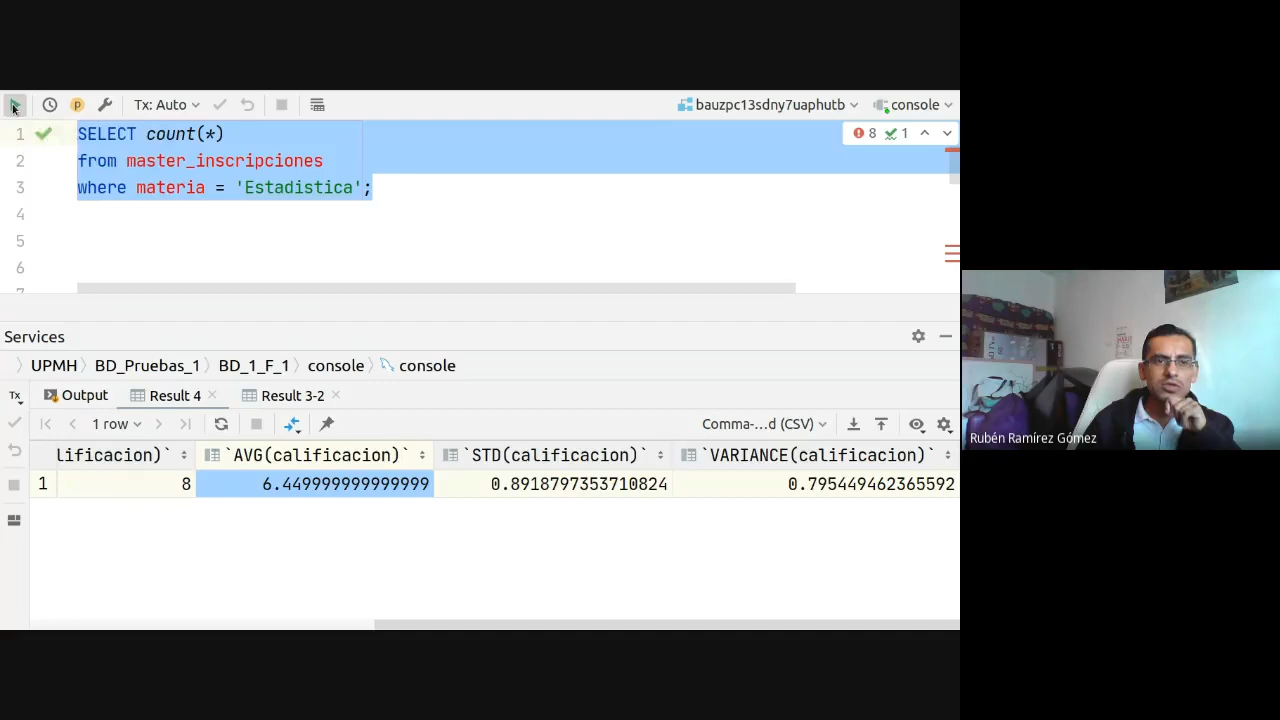 Tx: Auto
bauzpc13sdny7uaphutb
console
1 SELECT count(*)
8 1
2 from master_inscripciones
3 where materia = 'Estadistica';
4
5
6
7
Services
UPMH BD_Pruebas_1 BD_1_F_1 console console
Tx Output Result 4 Result 3-2
1 row Comma-...d (CSV)
lificacion)` `AVG(calificacion)` `STD(calificacion)` `VARIANCE(calificacion)`
1 8 6.449999999999999 0.8918797353710824 0.795449462365592
Rubén Ramírez Gómez